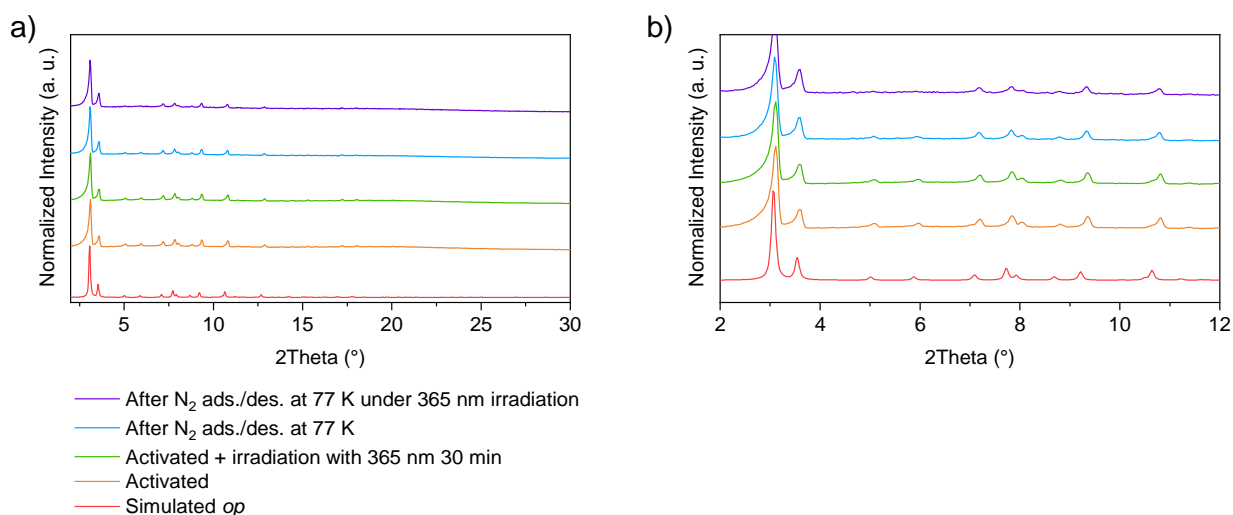 a)
Normalized Intensity (a. u.)
5 10 15 20 25 30
2Theta (°)
b)
Normalized Intensity (a. u.)
2 4 6 8 10 12
2Theta (°)
After N₂ ads./des. at 77 K under 365 nm irradiation
After N₂ ads./des. at 77 K
Activated + irradiation with 365 nm 30 min
Activated
Simulated op